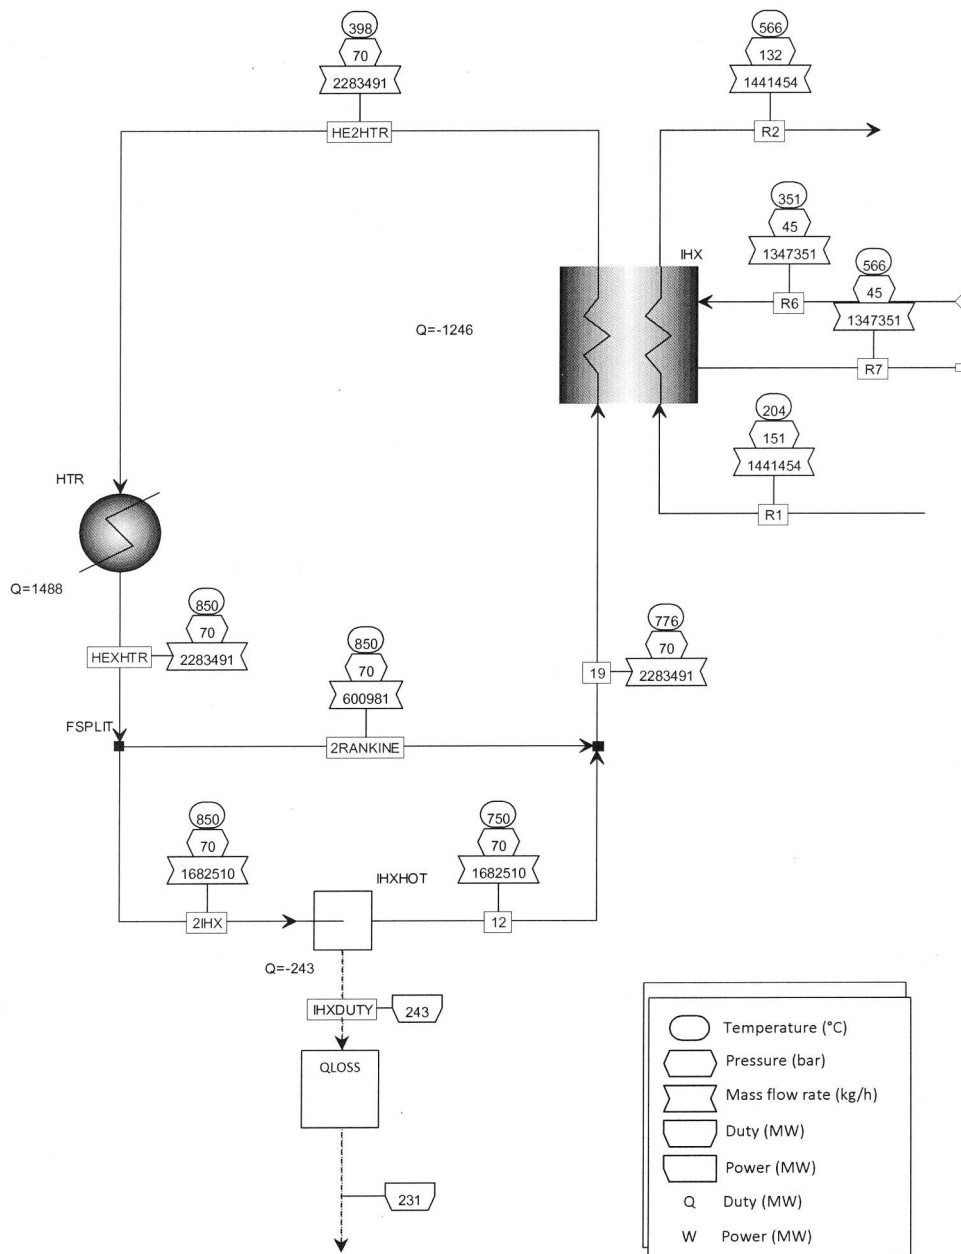 398
70
2283491
HE2HTR
566
132
1441454
R2
351
45
1347351
R6
IHX
566
45
1347351
R7
Q=-1246
204
151
1441454
R1
HTR
Q=1488
850
70
2283491
HEXHTR
850
70
600981
2RANKINE
776
70
2283491
19
FSPLIT
850
70
1682510
2IHX
IHXHOT
750
70
1682510
12
Q=-243
IHXDUTY
243
QLOSS
231
Temperature (°C)
Pressure (bar)
Mass flow rate (kg/h)
Duty (MW)
Power (MW)
Q Duty (MW)
W Power (MW)